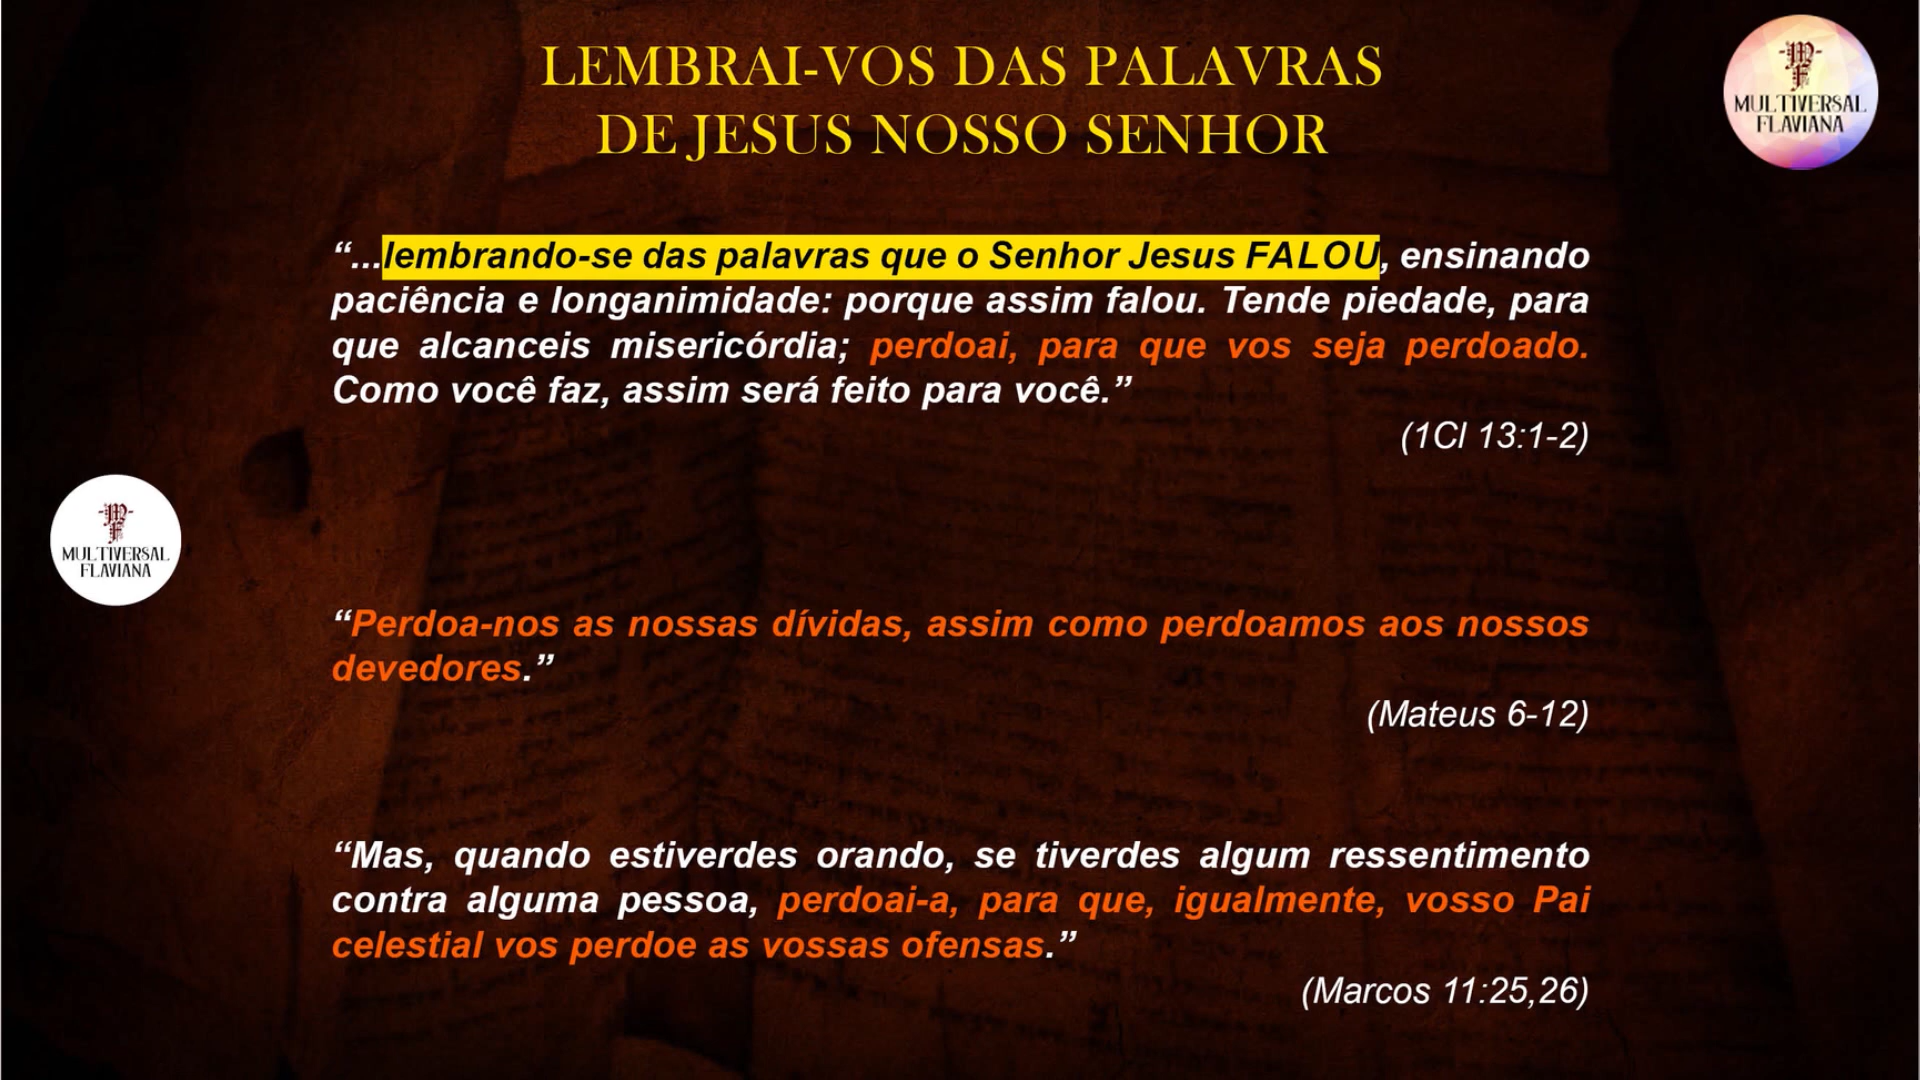 LEMBRAI-VOS DAS PALAVRAS
DE JESUS NOSSO SENHOR
MULTIVERSAL
FLAVIANA
“...lembrando-se das palavras que o Senhor Jesus FALOU, ensinando
paciência e longanimidade: porque assim falou. Tende piedade, para
que alcanceis misericórdia; perdoai, para que vos seja perdoado.
Como você faz, assim será feito para você.”
(1Cl 13:1-2)
MULTIVERSAL
FLAVIANA
“Perdoa-nos as nossas dívidas, assim como perdoamos aos nossos
devedores.”
(Mateus 6-12)
“Mas, quando estiverdes orando, se tiverdes algum ressentimento
contra alguma pessoa, perdoai-a, para que, igualmente, vosso Pai
celestial vos perdoe as vossas ofensas.”
(Marcos 11:25,26)